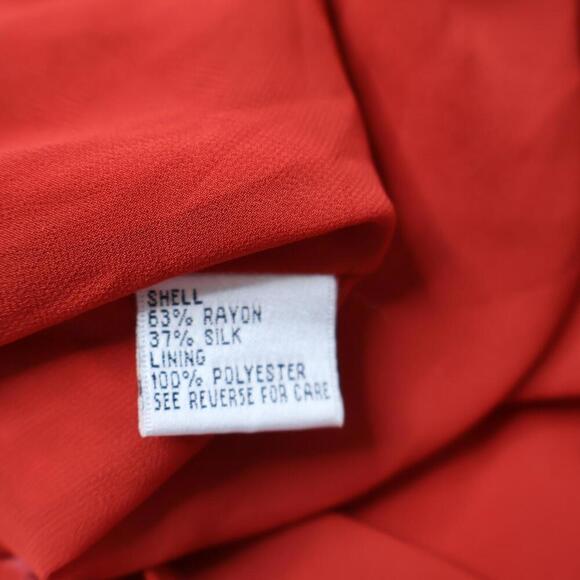 SHELL
63% RAYON
37% SILK
LINING
100% POLYESTER
SEE REVERSE FOR CARE